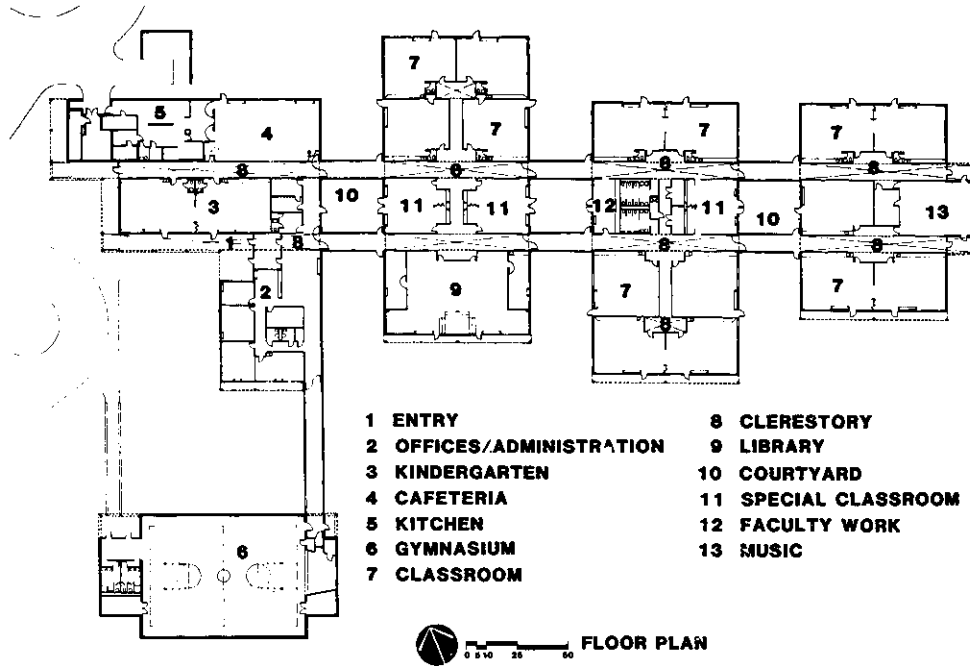 7
5
4
7
7
7
8
8
8
8
3
10
11
11
12
11
10
13
1
8
8
8
2
9
7
7
8
6
1 ENTRY
2 OFFICES/ADMINISTRATION
3 KINDERGARTEN
4 CAFETERIA
5 KITCHEN
6 GYMNASIUM
7 CLASSROOM
8 CLERESTORY
9 LIBRARY
10 COURTYARD
11 SPECIAL CLASSROOM
12 FACULTY WORK
13 MUSIC
0 5 10 25 50
FLOOR PLAN